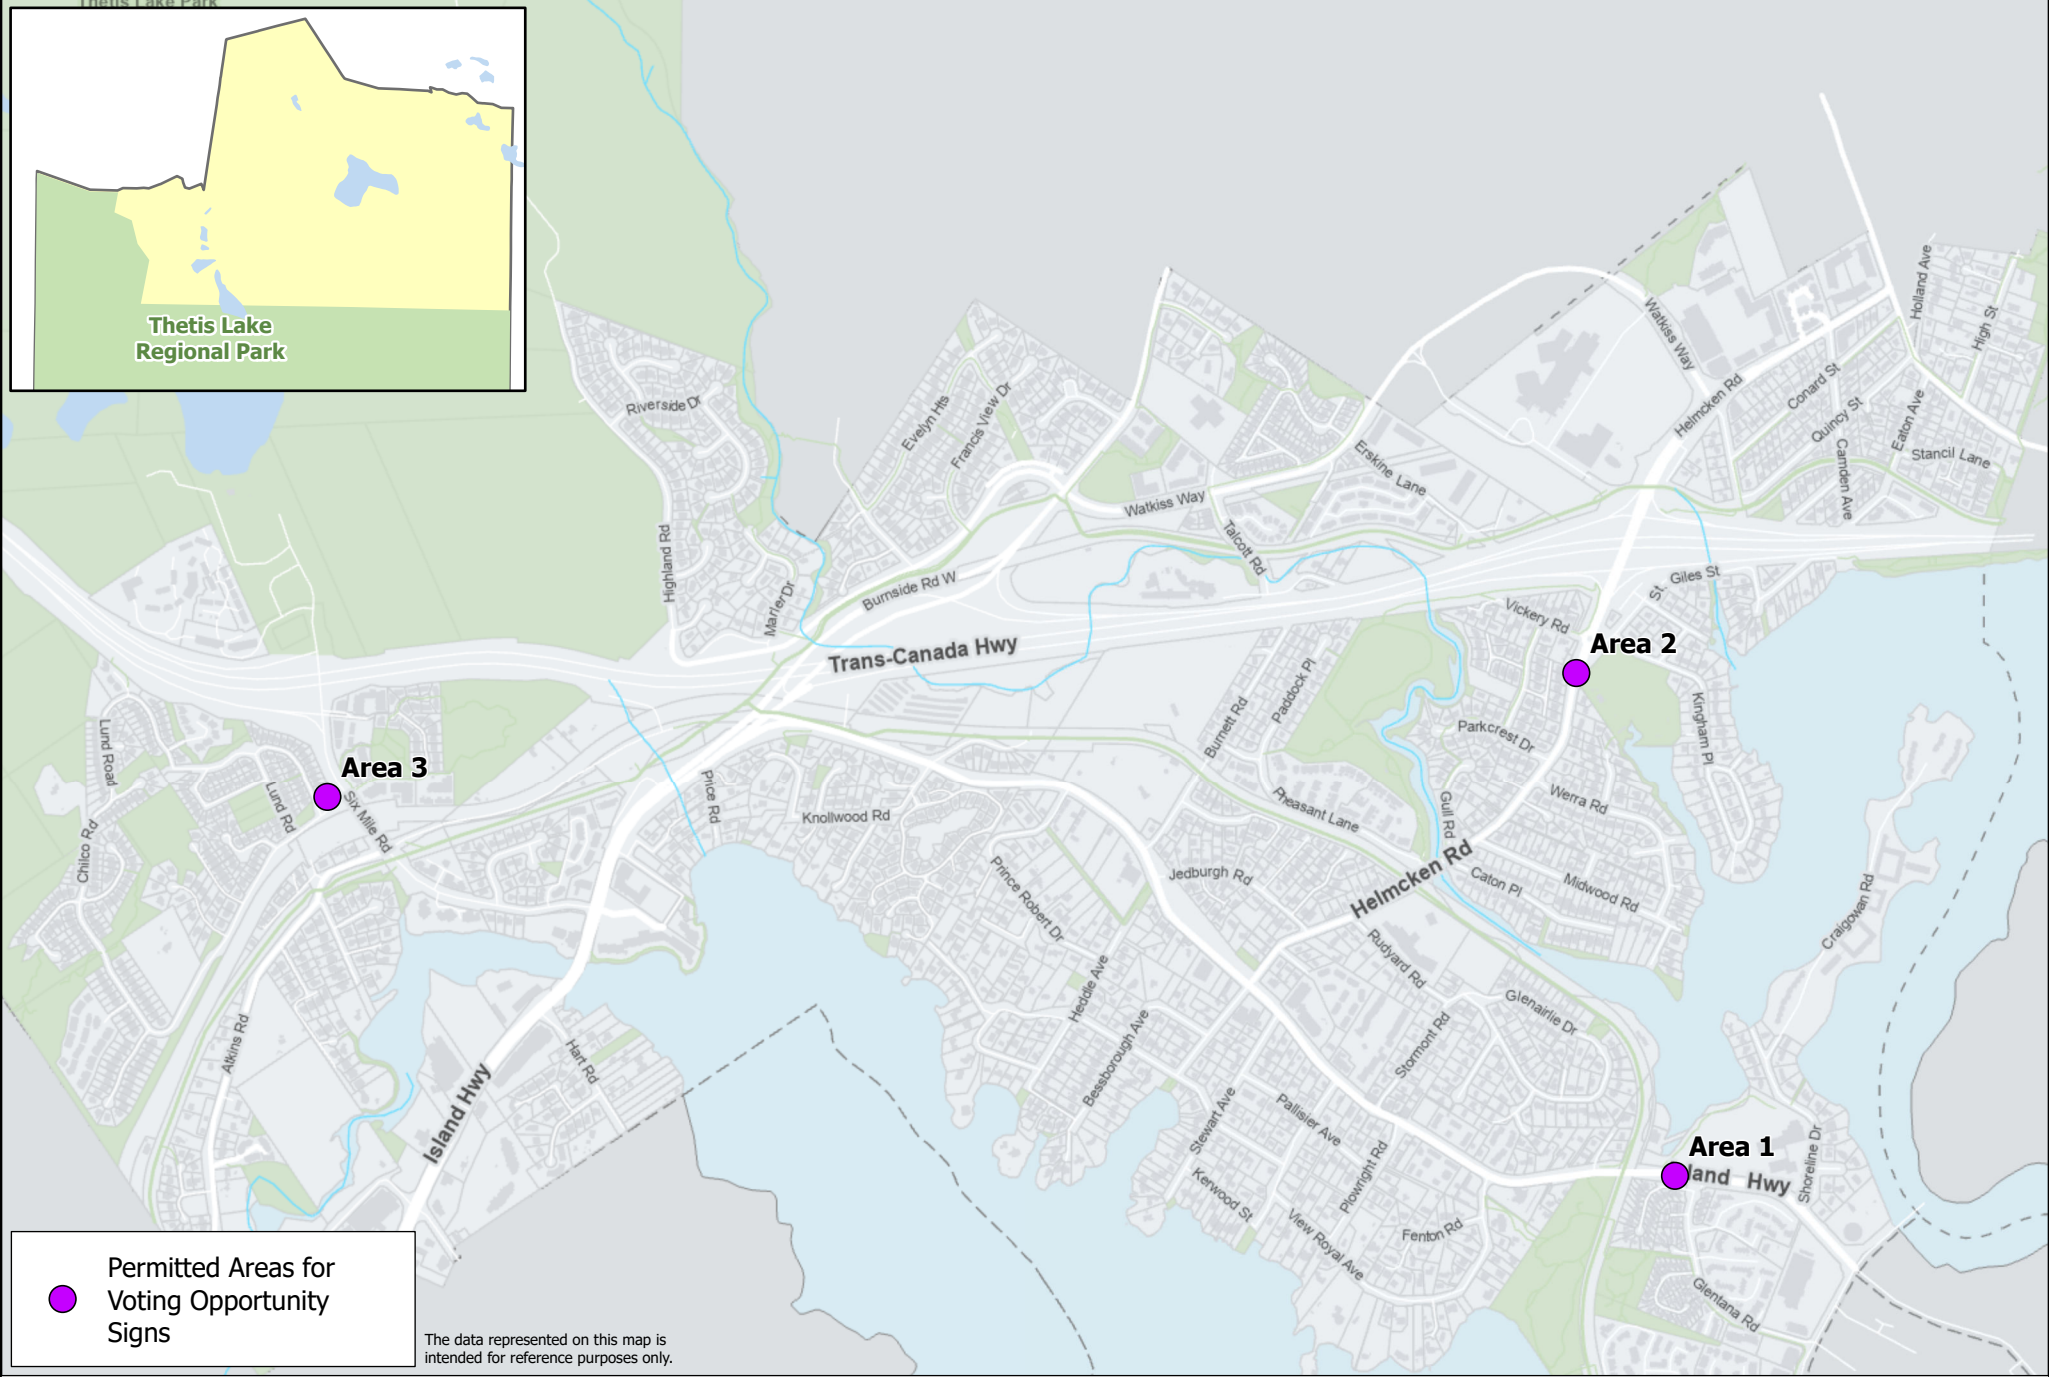 Thetis Lake Park
Thetis Lake
Regional Park
Riverside Dr
Evelyn Hts
Francis View Dr
Highland Rd
Marler Dr
Burnside Rd W
Watkiss Way
Talcott Rd
Erskine Lane
Watkiss Way
Helmcken Rd
Conard St
Quincy St
Camden Ave
Eaton Ave
Stancil Lane
Holland Ave
High St
St. Giles St
Vickery Rd
Trans-Canada Hwy
Area 2
Kingham Pl
Parkcrest Dr
Werra Rd
Gull Rd
Midwood Rd
Caton Pl
Helmcken Rd
Burnett Rd
Paddock Pl
Pheasant Lane
Jedburgh Rd
Rudyard Rd
Glenairlie Dr
Stormont Rd
Craigowan Rd
Lund Road
Lund Rd
Chilco Rd
Area 3
Six Mile Rd
Price Rd
Knollwood Rd
Prince Robert Dr
Heddle Ave
Bessborough Ave
Stewart Ave
Kerwood St
Pallisier Ave
Plowright Rd
View Royal Ave
Fenton Rd
Atkins Rd
Hart Rd
Island Hwy
Area 1
land Hwy
Shoreline Dr
Glentana Rd
Permitted Areas for
Voting Opportunity
Signs
The data represented on this map is
intended for reference purposes only.